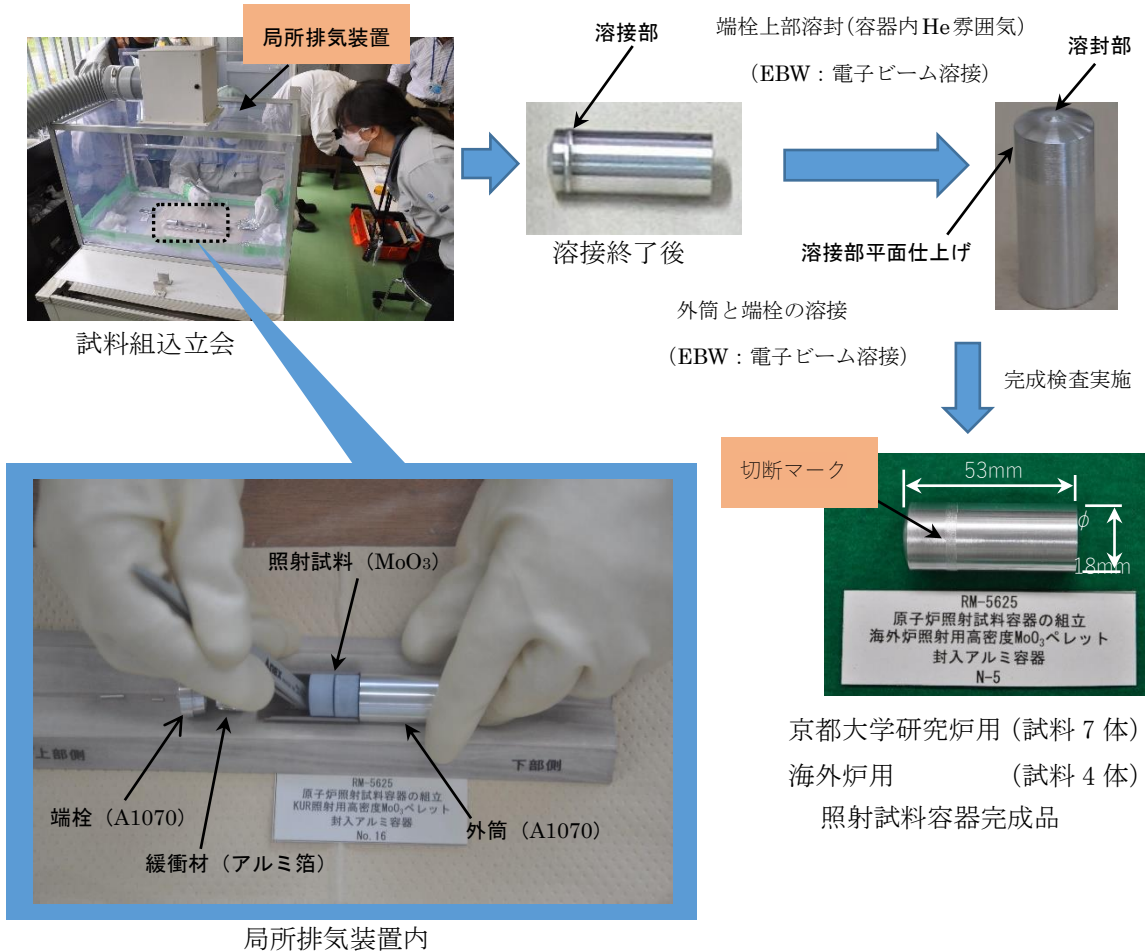 局所排気装置
試料組込立会
溶接部
溶接終了後
端栓上部溶封（容器内He雰囲気）
（EBW：電子ビーム溶接）
溶封部
溶接部平面仕上げ
外筒と端栓の溶接
（EBW：電子ビーム溶接）
完成検査実施
切断マーク
53mm
φ
18mm
RM-5625
原子炉照射試料容器の組立
海外炉照射用高密度MoO₃ペレット
封入アルミ容器
N-5
京都大学研究炉用（試料7体）
海外炉用　　　　（試料4体）
照射試料容器完成品
照射試料（MoO₃）
上部側
下部側
RM-5625
原子炉照射試料容器の組立
KUR照射用高密度MoO₃ペレット
封入アルミ容器
No.16
端栓（A1070）
外筒（A1070）
緩衝材（アルミ箔）
局所排気装置内